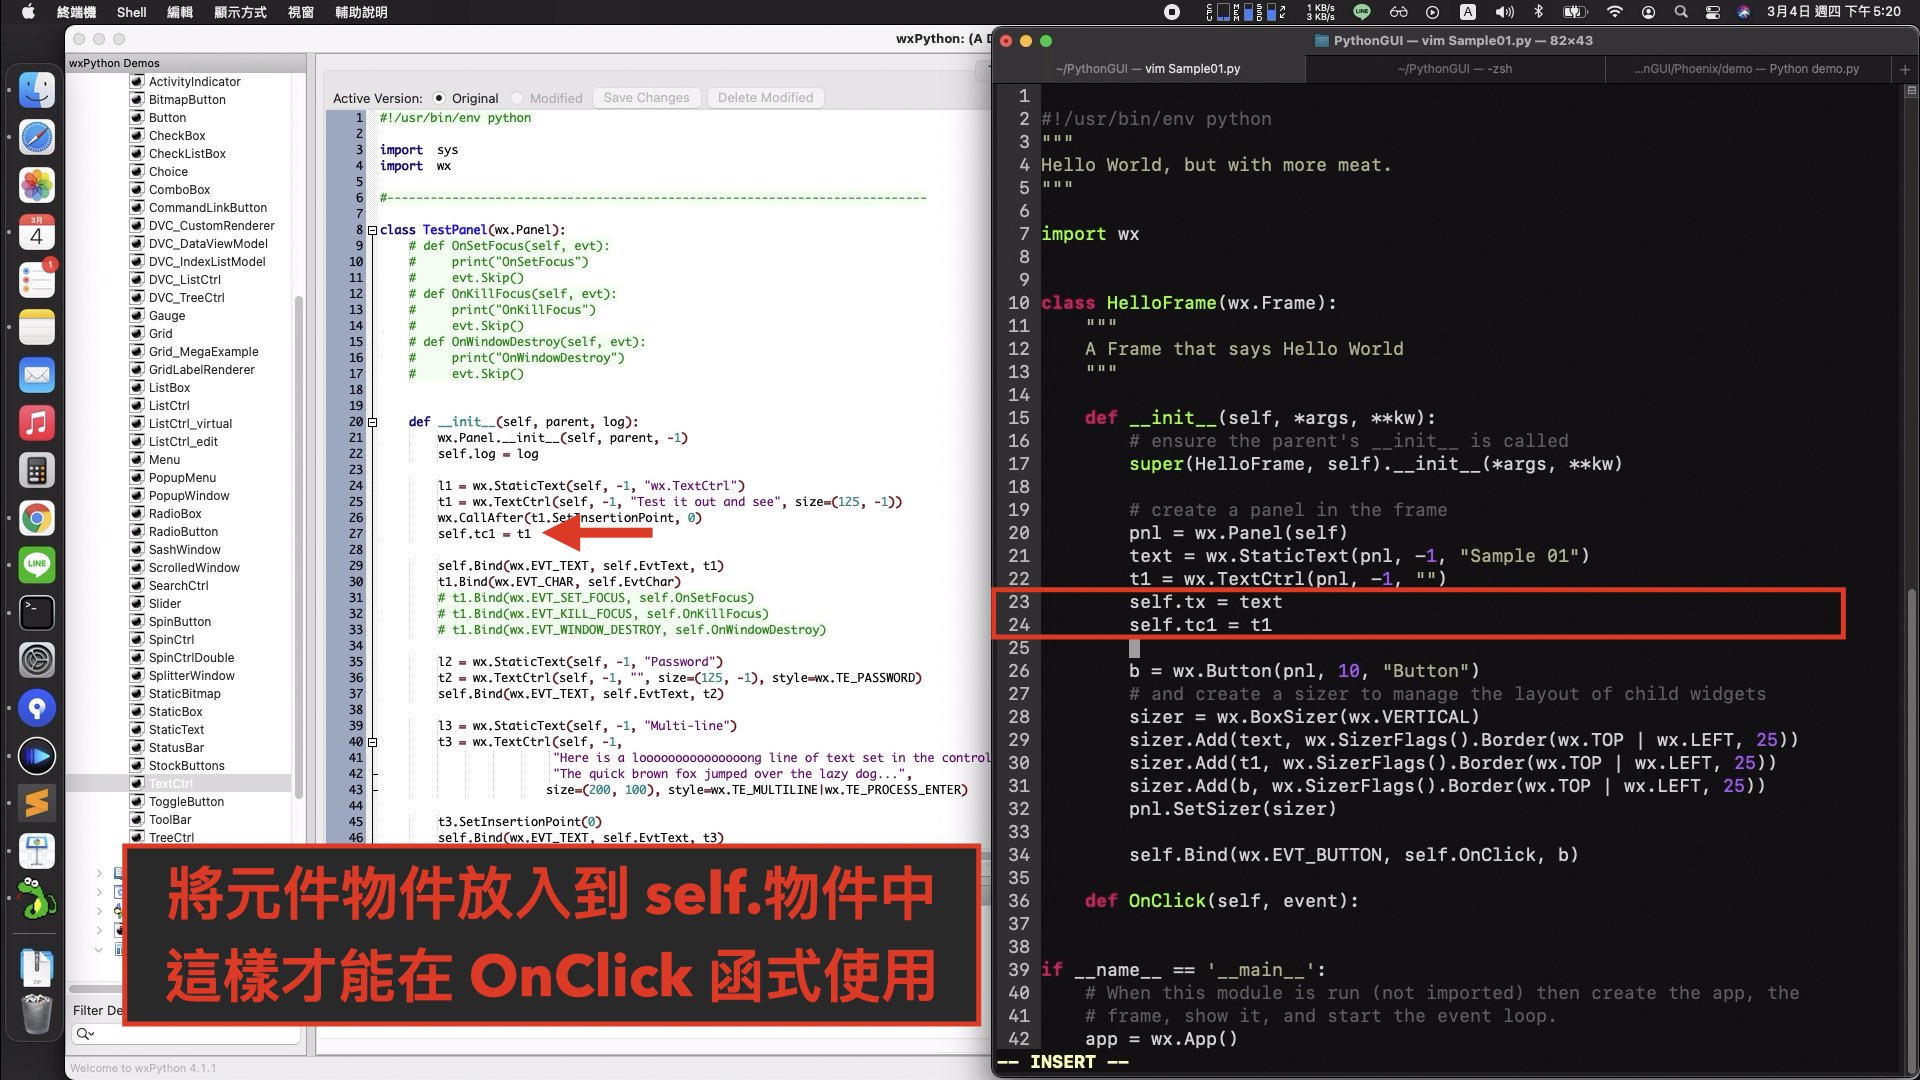 終端機 Shell 編輯 顯示方式 視窗 輔助說明
1 KB/s
3 KB/s
LINE
A
3月4日 週四 下午5:20
wxPython: (A D
wxPython Demos
ActivityIndicator
BitmapButton
Button
CheckBox
CheckListBox
Choice
ComboBox
CommandLinkButton
DVC_CustomRenderer
DVC_DataViewModel
DVC_IndexListModel
DVC_ListCtrl
DVC_TreeCtrl
Gauge
Grid
Grid_MegaExample
GridLabelRenderer
ListBox
ListCtrl
ListCtrl_virtual
ListCtrl_edit
Menu
PopupMenu
PopupWindow
RadioBox
RadioButton
SashWindow
ScrolledWindow
SearchCtrl
Slider
SpinButton
SpinCtrl
SpinCtrlDouble
SplitterWindow
StaticBitmap
StaticBox
StaticText
StatusBar
StockButtons
TextCtrl
ToggleButton
ToolBar
TreeCtrl
Filter De
Welcome to wxPython 4.1.1
3月
4
1
LINE
ZIP
Active Version: Original Modified Save Changes Delete Modified
1 #!/usr/bin/env python
2
3 import sys
4 import wx
5
6 #---------------------------------------------------------------------------
7
8 class TestPanel(wx.Panel):
9 # def OnSetFocus(self, evt):
10 # print("OnSetFocus")
11 # evt.Skip()
12 # def OnKillFocus(self, evt):
13 # print("OnKillFocus")
14 # evt.Skip()
15 # def OnWindowDestroy(self, evt):
16 # print("OnWindowDestroy")
17 # evt.Skip()
18
19
20 def __init__(self, parent, log):
21 wx.Panel.__init__(self, parent, -1)
22 self.log = log
23
24 l1 = wx.StaticText(self, -1, "wx.TextCtrl")
25 t1 = wx.TextCtrl(self, -1, "Test it out and see", size=(125, -1))
26 wx.CallAfter(t1.SetInsertionPoint, 0)
27 self.tc1 = t1
28
29 self.Bind(wx.EVT_TEXT, self.EvtText, t1)
30 t1.Bind(wx.EVT_CHAR, self.EvtChar)
31 # t1.Bind(wx.EVT_SET_FOCUS, self.OnSetFocus)
32 # t1.Bind(wx.EVT_KILL_FOCUS, self.OnKillFocus)
33 # t1.Bind(wx.EVT_WINDOW_DESTROY, self.OnWindowDestroy)
34
35 l2 = wx.StaticText(self, -1, "Password")
36 t2 = wx.TextCtrl(self, -1, "", size=(125, -1), style=wx.TE_PASSWORD)
37 self.Bind(wx.EVT_TEXT, self.EvtText, t2)
38
39 l3 = wx.StaticText(self, -1, "Multi-line")
40 t3 = wx.TextCtrl(self, -1,
41 "Here is a looooooooooooooong line of text set in the control
42 "The quick brown fox jumped over the lazy dog...",
43 size=(200, 100), style=wx.TE_MULTILINE|wx.TE_PROCESS_ENTER)
44
45 t3.SetInsertionPoint(0)
46 self.Bind(wx.EVT_TEXT, self.EvtText, t3)
將元件物件放入到 self.物件中
這樣才能在 OnClick 函式使用
PythonGUI — vim Sample01.py — 82×43
~/PythonGUI — vim Sample01.py ~/PythonGUI — -zsh ...nGUI/Phoenix/demo — Python demo.py
1
2 #!/usr/bin/env python
3 """
4 Hello World, but with more meat.
5 """
6
7 import wx
8
9
10 class HelloFrame(wx.Frame):
11 """
12 A Frame that says Hello World
13 """
14
15 def __init__(self, *args, **kw):
16 # ensure the parent's __init__ is called
17 super(HelloFrame, self).__init__(*args, **kw)
18
19 # create a panel in the frame
20 pnl = wx.Panel(self)
21 text = wx.StaticText(pnl, -1, "Sample 01")
22 t1 = wx.TextCtrl(pnl, -1, "")
23 self.tx = text
24 self.tc1 = t1
25
26 b = wx.Button(pnl, 10, "Button")
27 # and create a sizer to manage the layout of child widgets
28 sizer = wx.BoxSizer(wx.VERTICAL)
29 sizer.Add(text, wx.SizerFlags().Border(wx.TOP | wx.LEFT, 25))
30 sizer.Add(t1, wx.SizerFlags().Border(wx.TOP | wx.LEFT, 25))
31 sizer.Add(b, wx.SizerFlags().Border(wx.TOP | wx.LEFT, 25))
32 pnl.SetSizer(sizer)
33
34 self.Bind(wx.EVT_BUTTON, self.OnClick, b)
35
36 def OnClick(self, event):
37
38
39 if __name__ == '__main__':
40 # When this module is run (not imported) then create the app, the
41 # frame, show it, and start the event loop.
42 app = wx.App()
-- INSERT --